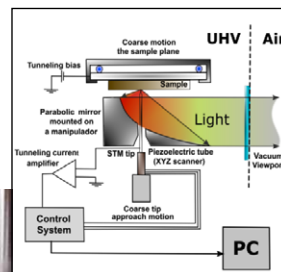 Coarse motion
the sample plane
UHV
Air
Tunneling bias
Sample
Parabolic mirror
mounted on
a manipulador
Light
Tunneling current
amplifier
STM tip
Piezoelectric tube
(XYZ scanner)
Vacuum
Viewport
Coarse tip
approach motion
Control
System
PC